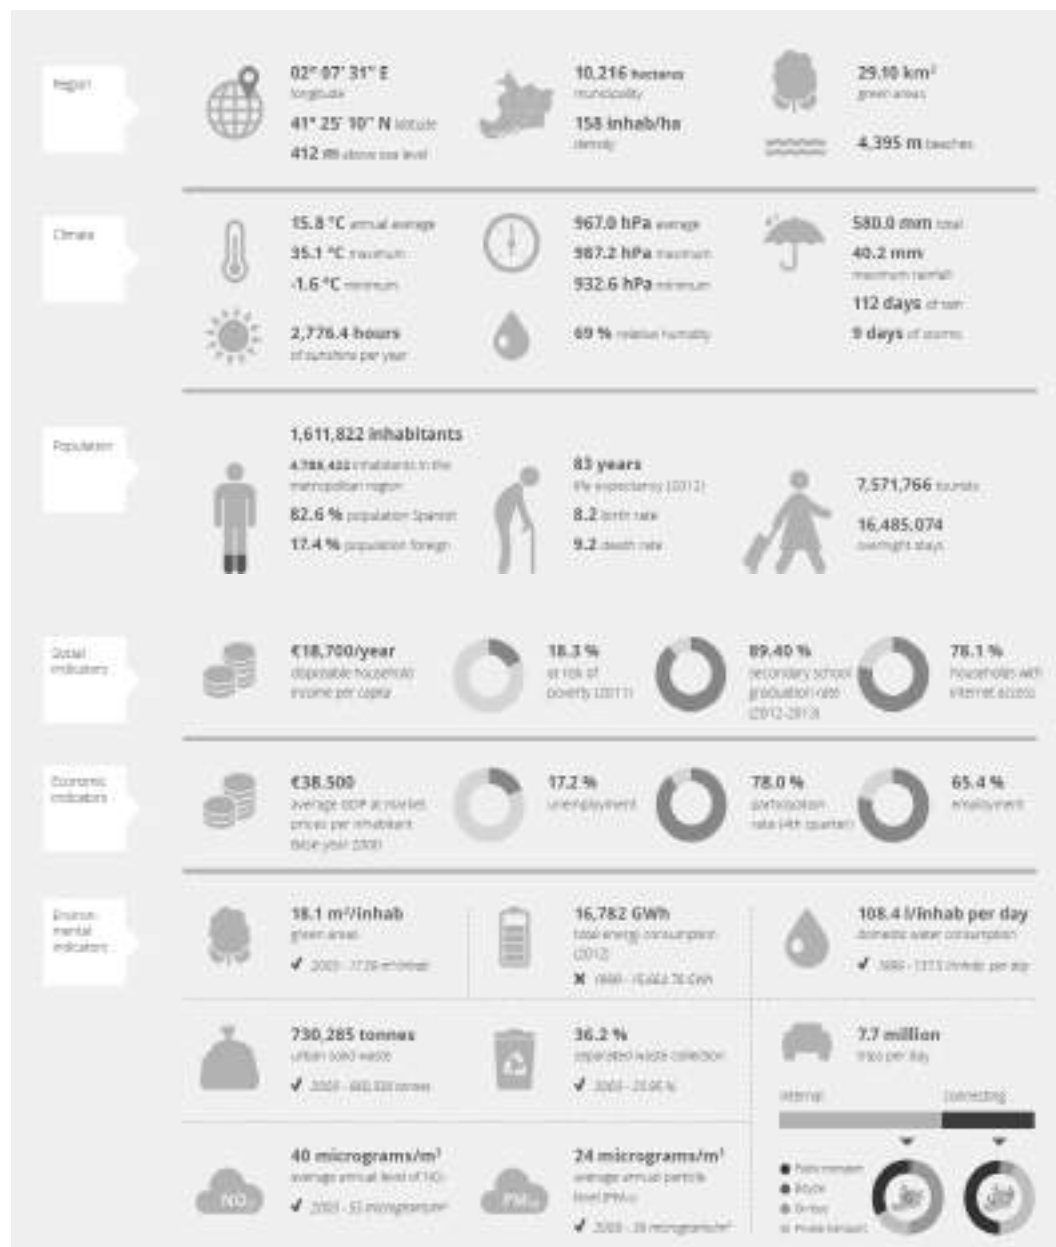 Region
02° 07' 31" E
longitude
41° 25' 10" N latitude
412 m above sea level
10,216 hectares
municipality
158 inhab/ha
density
29.10 km²
green areas
4,395 m beaches
Climate
15.8 °C annual average
35.1 °C maximum
-1.6 °C minimum
2,776.4 hours
of sunshine per year
967.0 hPa average
987.2 hPa maximum
932.6 hPa minimum
69 % relative humidity
580.0 mm total
40.2 mm
maximum rainfall
112 days of rain
9 days of storms
Population
1,611,822 inhabitants
inhabitants in the
metropolitan region
82.6 % population Spanish
17.4 % population foreign
83 years
life expectancy (2012)
8.2 birth rate
9.2 death rate
7,571,766 tourists
16,485,074
overnight stays
Social
indicators
€18,700/year
disposable household
income per capita
18.3 %
at risk of
poverty (2011)
89.40 %
secondary school
graduation rate
(2012-2013)
78.1 %
households with
internet access
Economic
indicators
€38.500
average GDP at market
prices per inhabitant
17.2 %
unemployment
78.0 %
participation
rate (4th quarter)
65.4 %
employment
Environ-
mental
indicators
18.1 m²/inhab
green areas
16,782 GWh
total energy consumption
(2012)
108.4 l/inhab per day
domestic water consumption
730,285 tonnes
urban solid waste
36.2 %
separated waste collection
7.7 million
trips per day
internal
connecting
40 micrograms/m³
average annual level of NO₂
NO
24 micrograms/m³
average annual particle
level (PM₁₀)
PM₁₀
Public transport
Bicycle
On foot
Private transport